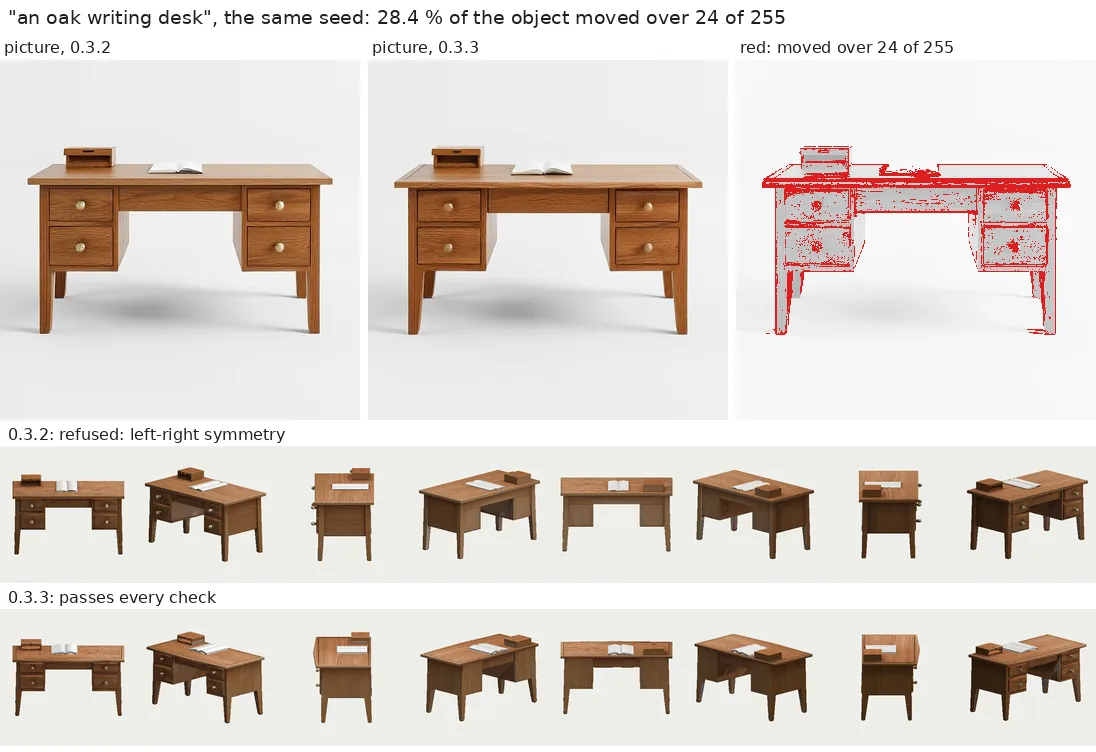 "an oak writing desk", the same seed: 28.4 % of the object moved over 24 of 255
picture, 0.3.2
picture, 0.3.3
red: moved over 24 of 255
0.3.2: refused: left-right symmetry
0.3.3: passes every check